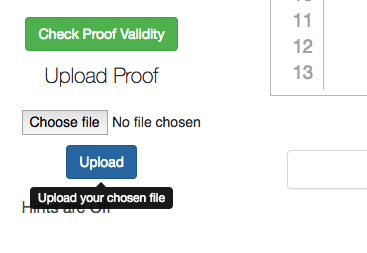 11
Check Proof Validity
12
Upload Proof
13
Choose file No file chosen
Upload
Upload your chosen file